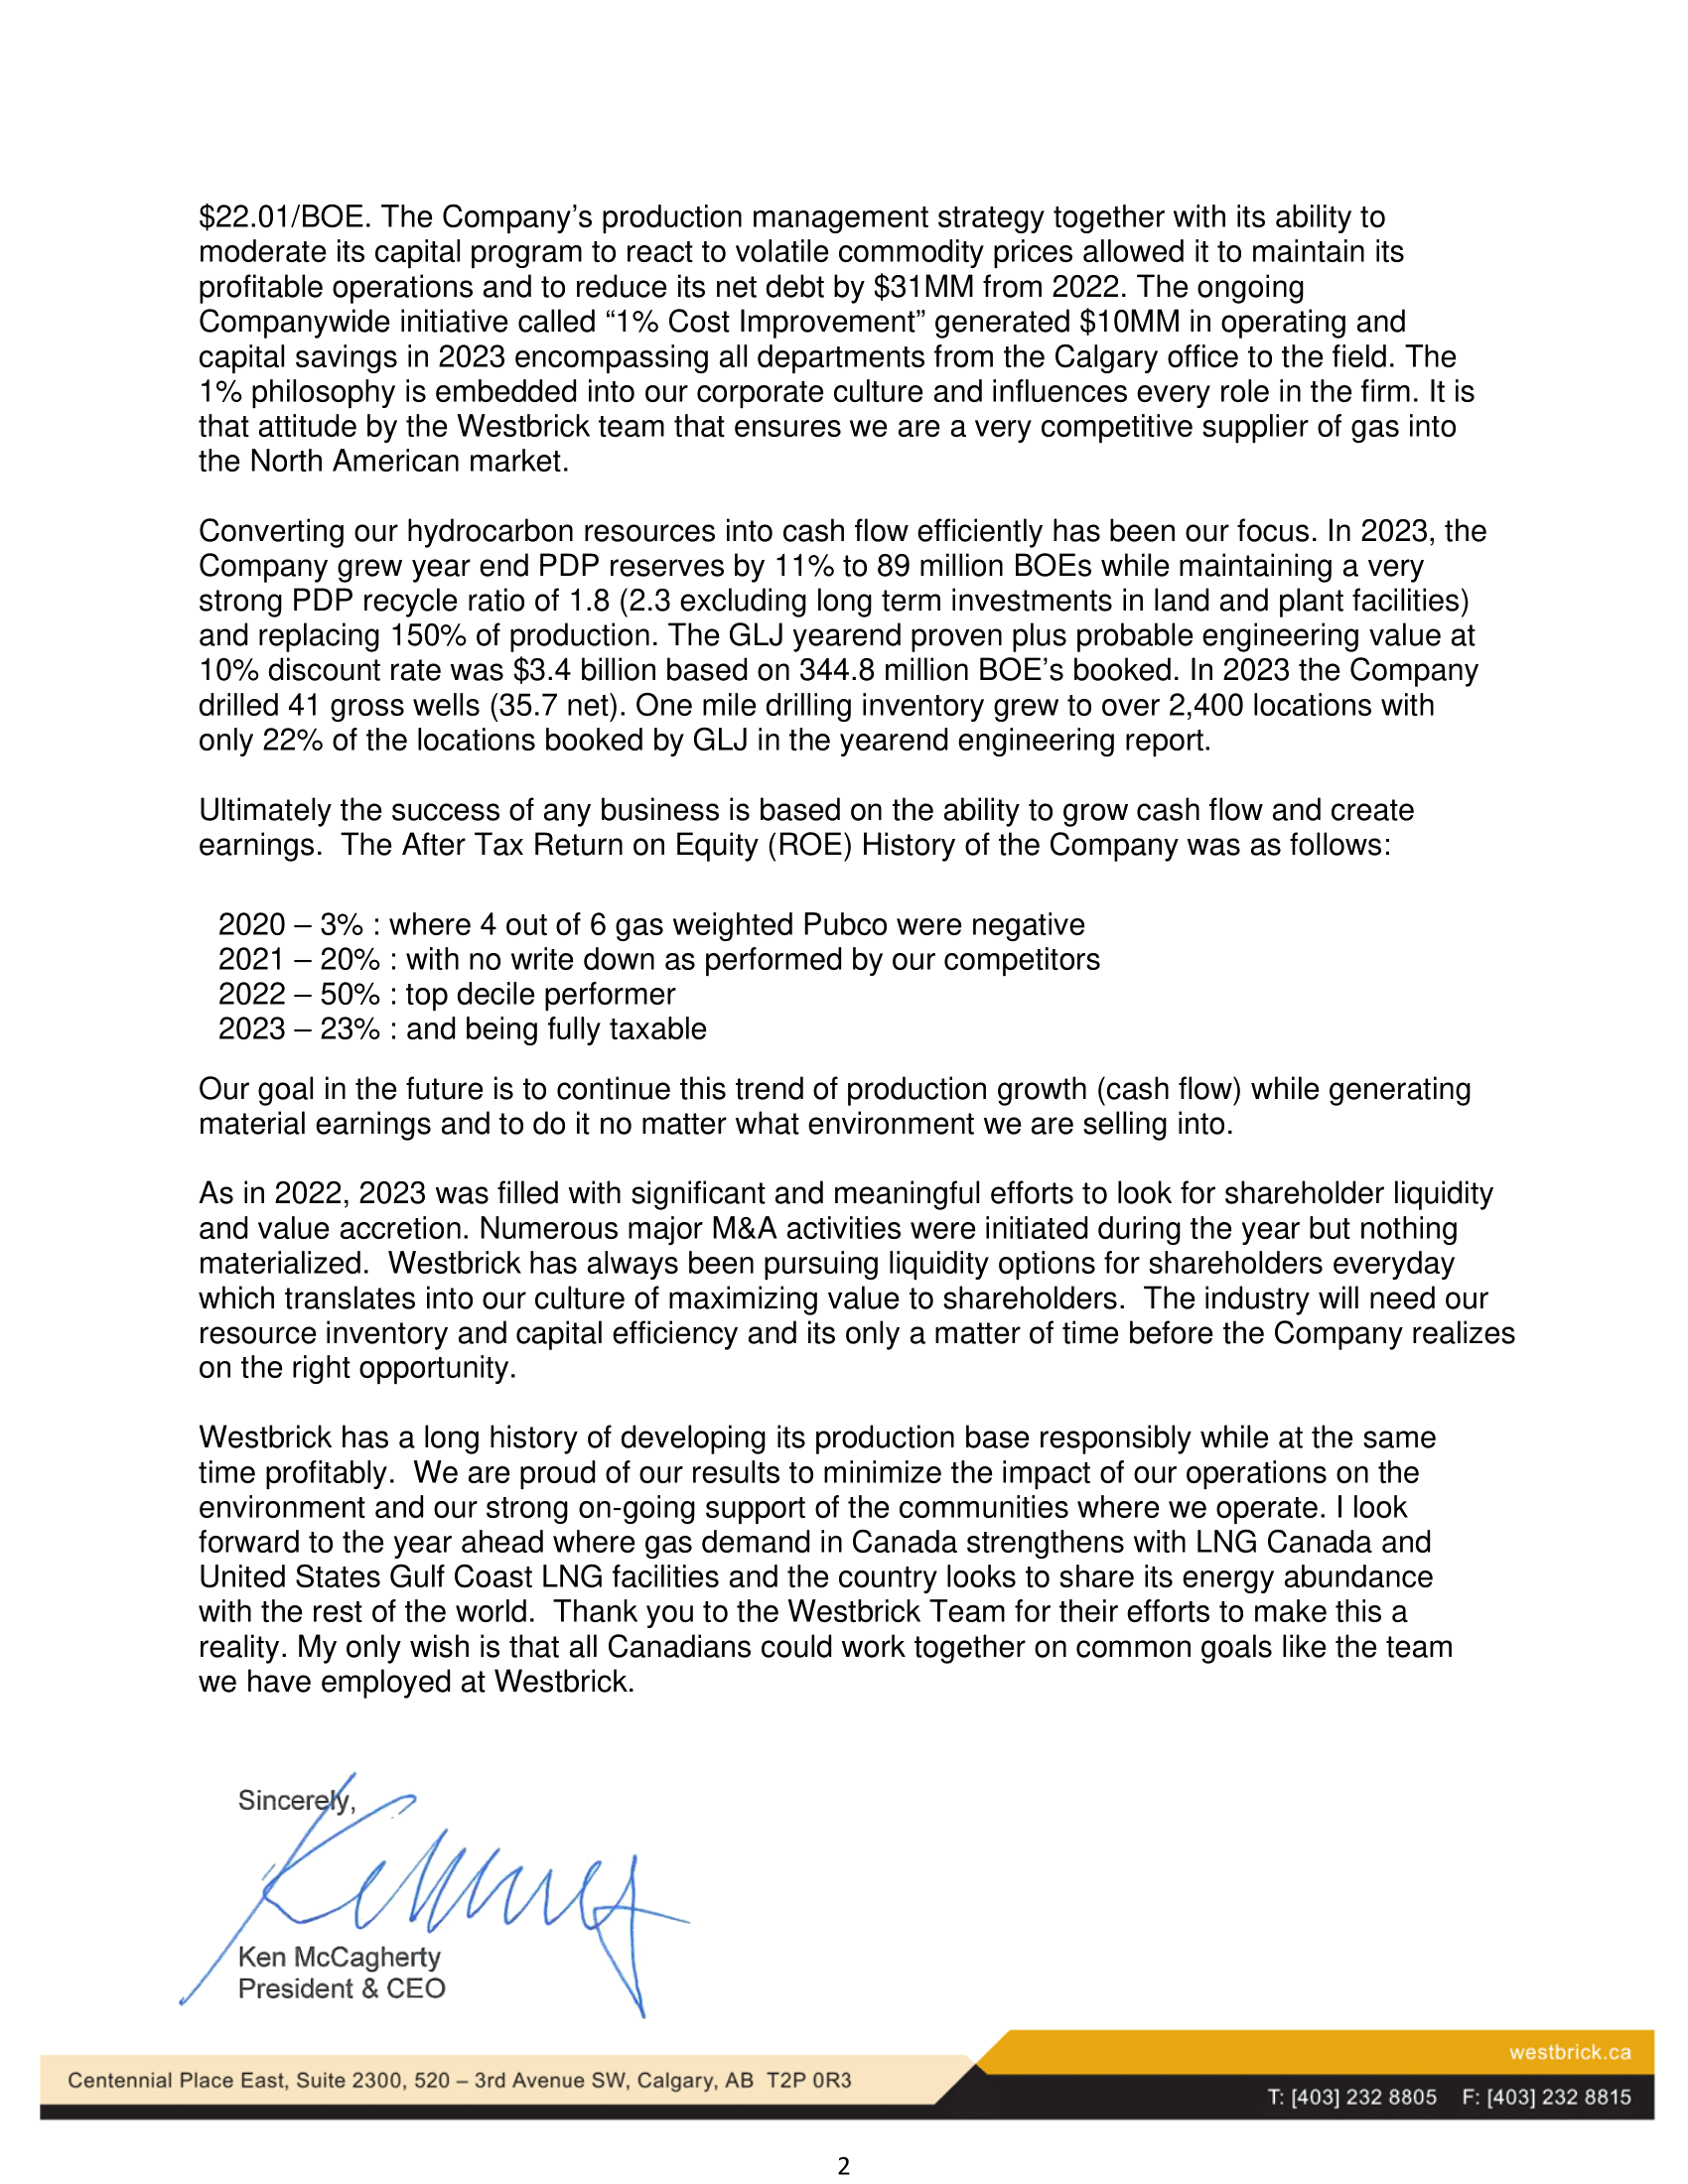 $22.01/BOE. The Company’s production management strategy together with its ability to
moderate its capital program to react to volatile commodity prices allowed it to maintain its
profitable operations and to reduce its net debt by $31MM from 2022. The ongoing
Companywide initiative called “1% Cost Improvement” generated $10MM in operating and
capital savings in 2023 encompassing all departments from the Calgary office to the field. The
1% philosophy is embedded into our corporate culture and influences every role in the firm. It is
that attitude by the Westbrick team that ensures we are a very competitive supplier of gas into
the North American market.
Converting our hydrocarbon resources into cash flow efficiently has been our focus. In 2023, the
Company grew year end PDP reserves by 11% to 89 million BOEs while maintaining a very
strong PDP recycle ratio of 1.8 (2.3 excluding long term investments in land and plant facilities)
and replacing 150% of production. The GLJ yearend proven plus probable engineering value at
10% discount rate was $3.4 billion based on 344.8 million BOE’s booked. In 2023 the Company
drilled 41 gross wells (35.7 net). One mile drilling inventory grew to over 2,400 locations with
only 22% of the locations booked by GLJ in the yearend engineering report.
Ultimately the success of any business is based on the ability to grow cash flow and create
earnings.  The After Tax Return on Equity (ROE) History of the Company was as follows:
2020 – 3% : where 4 out of 6 gas weighted Pubco were negative
2021 – 20% : with no write down as performed by our competitors
2022 – 50% : top decile performer
2023 – 23% : and being fully taxable
Our goal in the future is to continue this trend of production growth (cash flow) while generating
material earnings and to do it no matter what environment we are selling into.
As in 2022, 2023 was filled with significant and meaningful efforts to look for shareholder liquidity
and value accretion. Numerous major M&A activities were initiated during the year but nothing
materialized.  Westbrick has always been pursuing liquidity options for shareholders everyday
which translates into our culture of maximizing value to shareholders.  The industry will need our
resource inventory and capital efficiency and its only a matter of time before the Company realizes
on the right opportunity.
Westbrick has a long history of developing its production base responsibly while at the same
time profitably.  We are proud of our results to minimize the impact of our operations on the
environment and our strong on-going support of the communities where we operate. I look
forward to the year ahead where gas demand in Canada strengthens with LNG Canada and
United States Gulf Coast LNG facilities and the country looks to share its energy abundance
with the rest of the world.  Thank you to the Westbrick Team for their efforts to make this a
reality. My only wish is that all Canadians could work together on common goals like the team
we have employed at Westbrick.
Sincerely,
Ken McCagherty
President & CEO
westbrick.ca
Centennial Place East, Suite 2300, 520 – 3rd Avenue SW, Calgary, AB  T2P 0R3
T: [403] 232 8805  F: [403] 232 8815
2